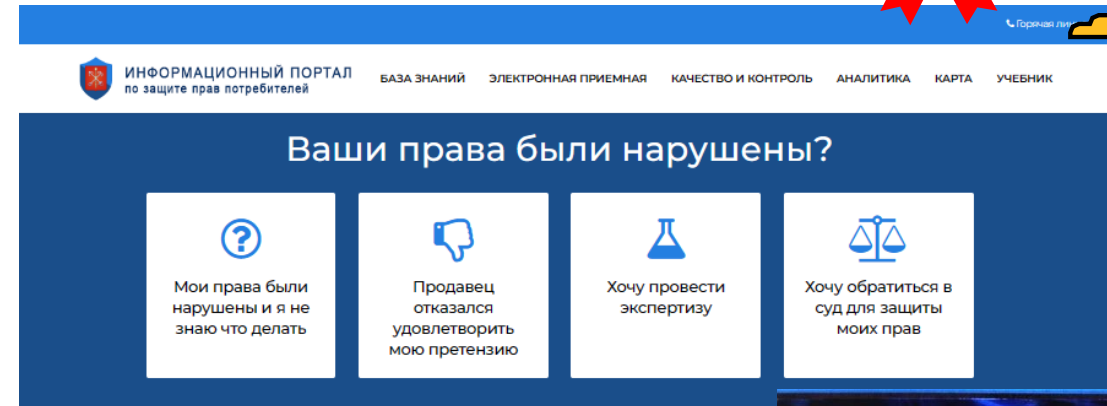 Горячая
ИНФОРМАЦИОННЫЙ ПОРТАЛ
по защите прав потребителей
БАЗА ЗНАНИЙ ЭЛЕКТРОННАЯ ПРИЕМНАЯ КАЧЕСТВО И КОНТРОЛЬ АНАЛИТИКА КАРТА УЧЕБНИК
Ваши права были нарушены?
Мои права были
нарушены и я не
знаю что делать
Продавец
отказался
удовлетворить
мою претензию
Хочу провести
экспертизу
Хочу обратиться в
суд для защиты
моих прав